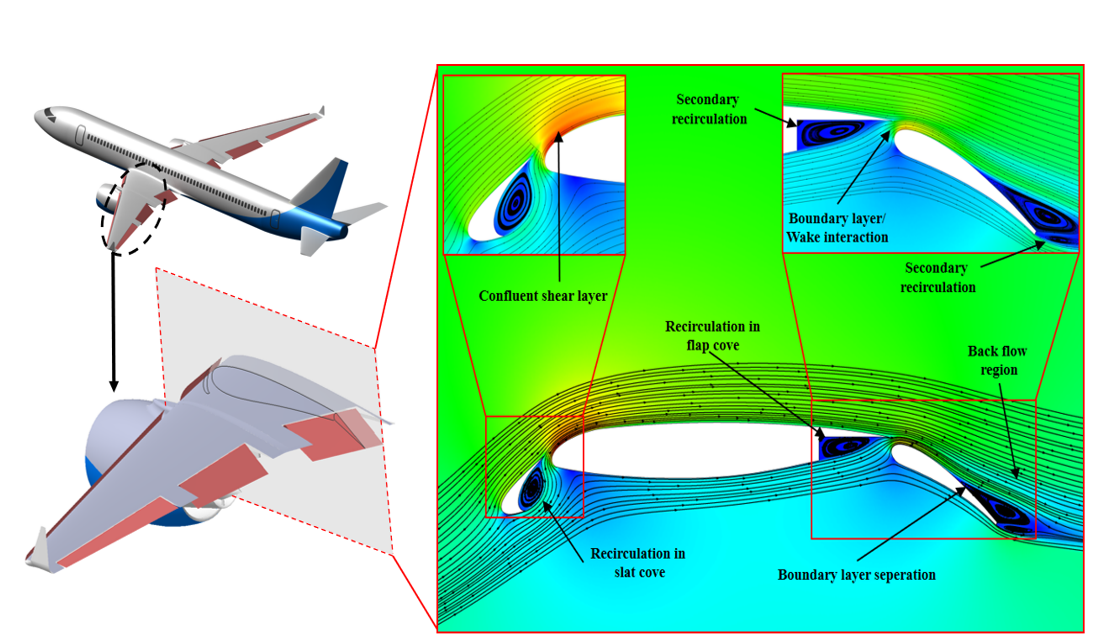 Secondary
recirculation
Boundary layer/
Wake interaction
Secondary
recirculation
Confluent shear layer
Recirculation in
flap cove
Back flow
region
Recirculation in
slat cove
Boundary layer seperation